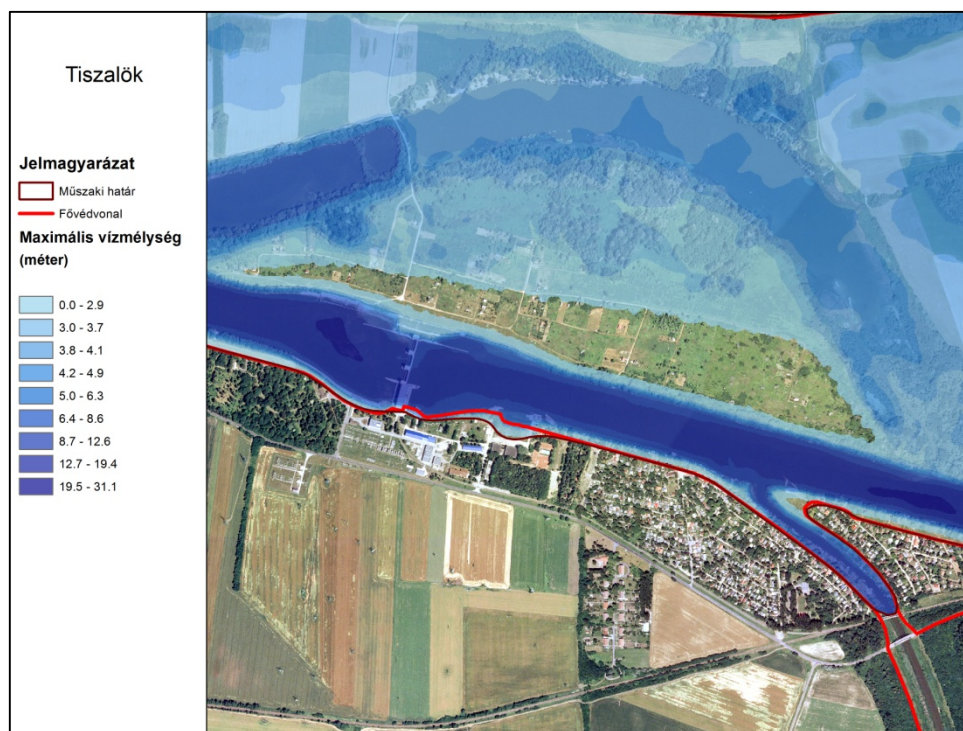 Tiszalök
Jelmagyarázat
Műszaki határ
Fővédvonal
Maximális vízmélység
(méter)
0.0 - 2.9
3.0 - 3.7
3.8 - 4.1
4.2 - 4.9
5.0 - 6.3
6.4 - 8.6
8.7 - 12.6
12.7 - 19.4
19.5 - 31.1